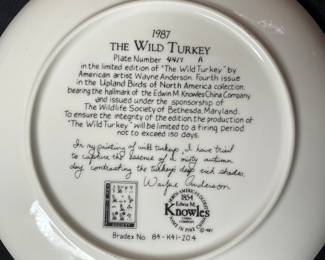 1987
THE WILD TURKEY
Plate Number 4417 A
in the limited edition of "The Wild Turkey" by
American artist Wayne Anderson. Fourth issue
in the Upland Birds of North America collection,
bearing the hallmark of the Edwin M. Knowles China Company
and issued under the sponsorship of
The Wildlife Society of Bethesda, Maryland.
To ensure the integrity of the edition, the production of
"The Wild Turkey" will be limited to a firing period
not to exceed 150 days.
In my painting of wild turkeys, I have tried
to capture the essence of a misty autumn
day contrasting the turkeys deep rich shades.
Wayne Anderson
SOCIETY
1854
Edwin M.
Knowles
CHINA
COMPANY
Bradex No. 84-K41-20.4